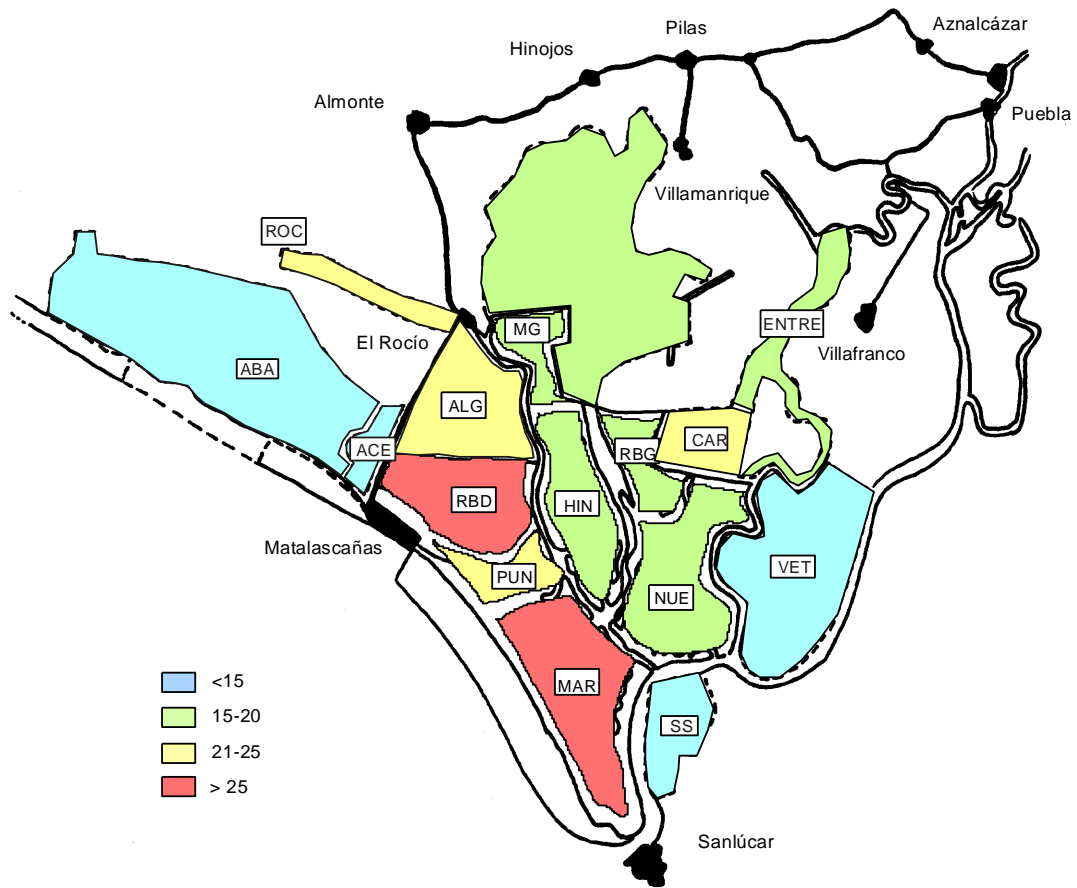 Aznalcázar
Pilas
Hinojos
Almonte
Puebla
Villamanrique
ROC
MG
ENTRE
El Rocío
Villafranco
ABA
ALG
CAR
ACE
RBG
RBD
HIN
Matalascañas
VET
PUN
NUE
MAR
<15
15-20
SS
21-25
> 25
Sanlúcar